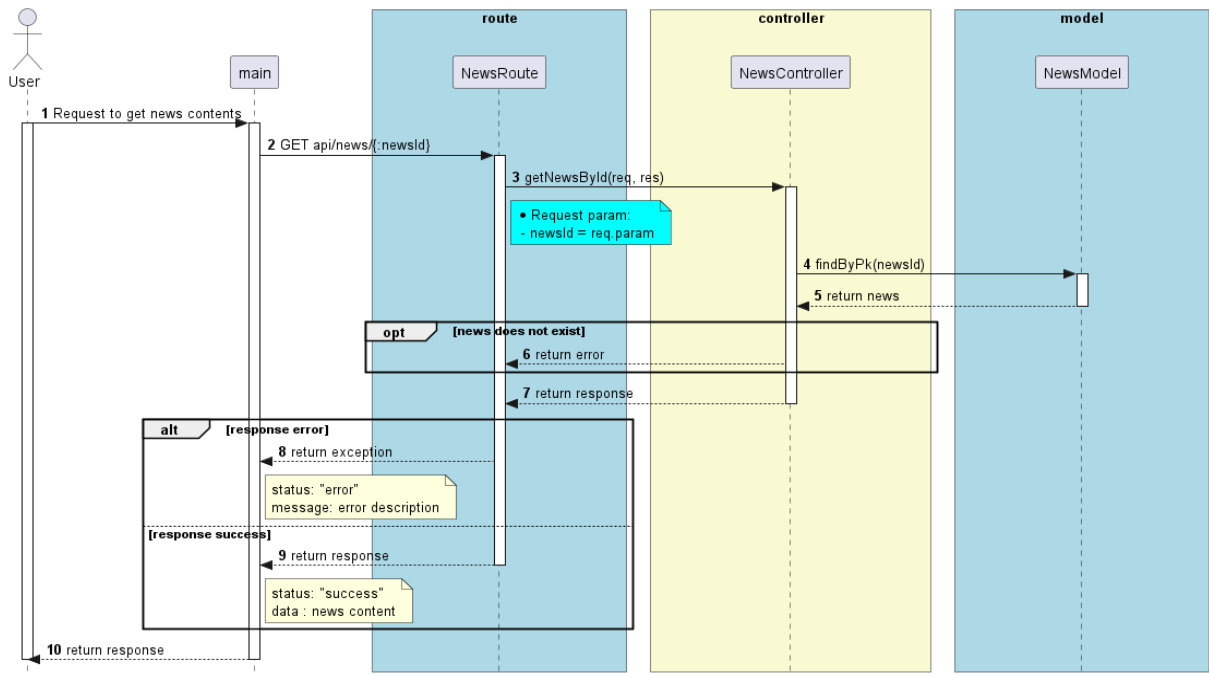 route
controller
model
User
main
NewsRoute
NewsController
NewsModel
1 Request to get news contents
2 GET api/news/{:newsId}
3 getNewsById(req, res)
• Request param:
- newsId = req.param
4 findByPk(newsId)
5 return news
opt [news does not exist]
6 return error
7 return response
alt [response error]
8 return exception
status: "error"
message: error description
[response success]
9 return response
status: "success"
data : news content
10 return response